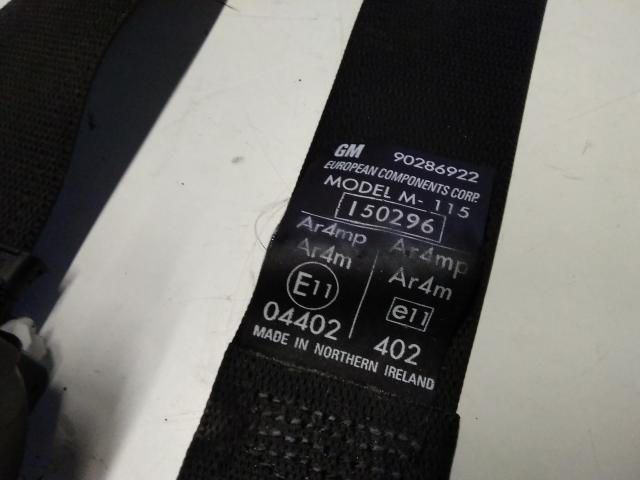 GM 90286922
EUROPEAN COMPONENTS CORP.
MODEL M- 115
150296
Ar4mp Ar4mp
Ar4m Ar4m
E11 e11
04402 402
MADE IN NORTHERN IRELAND